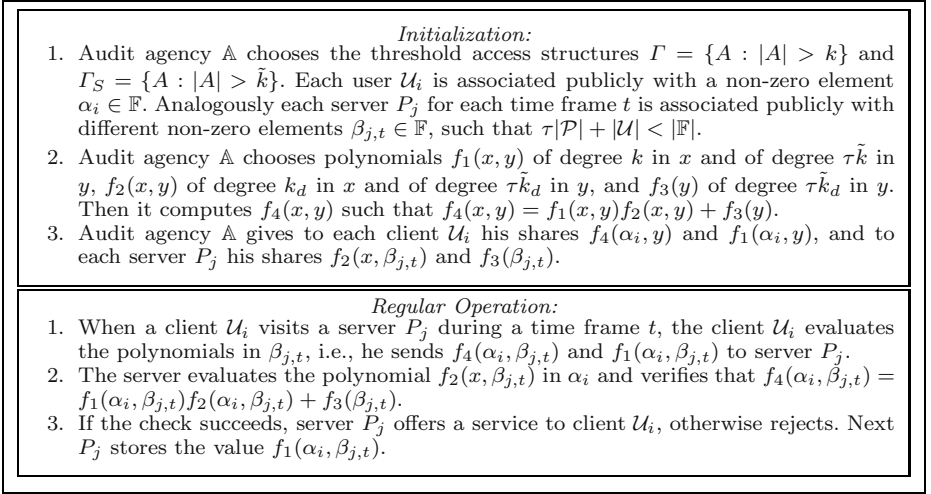 Initialization:
1. Audit agency 𝔸 chooses the threshold access structures Γ = {A : |A| > k} and
Γ_S = {A : |A| > k̃}. Each user 𝒰_i is associated publicly with a non-zero element
α_i ∈ 𝔽. Analogously each server P_j for each time frame t is associated publicly with
different non-zero elements β_{j,t} ∈ 𝔽, such that τ|𝒫| + |𝒰| < |𝔽|.
2. Audit agency 𝔸 chooses polynomials f_1(x, y) of degree k in x and of degree τk̃ in
y, f_2(x, y) of degree k_d in x and of degree τk̃_d in y, and f_3(y) of degree τk̃_d in y.
Then it computes f_4(x, y) such that f_4(x, y) = f_1(x, y)f_2(x, y) + f_3(y).
3. Audit agency 𝔸 gives to each client 𝒰_i his shares f_4(α_i, y) and f_1(α_i, y), and to
each server P_j his shares f_2(x, β_{j,t}) and f_3(β_{j,t}).
Regular Operation:
1. When a client 𝒰_i visits a server P_j during a time frame t, the client 𝒰_i evaluates
the polynomials in β_{j,t}, i.e., he sends f_4(α_i, β_{j,t}) and f_1(α_i, β_{j,t}) to server P_j.
2. The server evaluates the polynomial f_2(x, β_{j,t}) in α_i and verifies that f_4(α_i, β_{j,t}) =
f_1(α_i, β_{j,t})f_2(α_i, β_{j,t}) + f_3(β_{j,t}).
3. If the check succeeds, server P_j offers a service to client 𝒰_i, otherwise rejects. Next
P_j stores the value f_1(α_i, β_{j,t}).